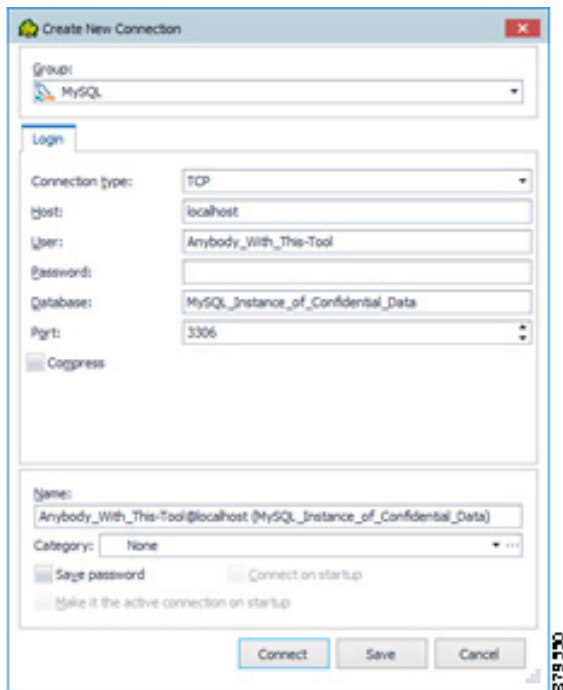 Create New Connection
Group:
MySQL
Login
Connection type: TCP
Host: localhost
User: Anybody_With_This-Tool
Password:
Database: MySQL_Instance_of_Confidential_Data
Port: 3306
Compress
Name:
Anybody_With_This-Tool@localhost (MySQL_Instance_of_Confidential_Data)
Category: None
Save password Connect on startup
Make it the active connection on startup
Connect Save Cancel